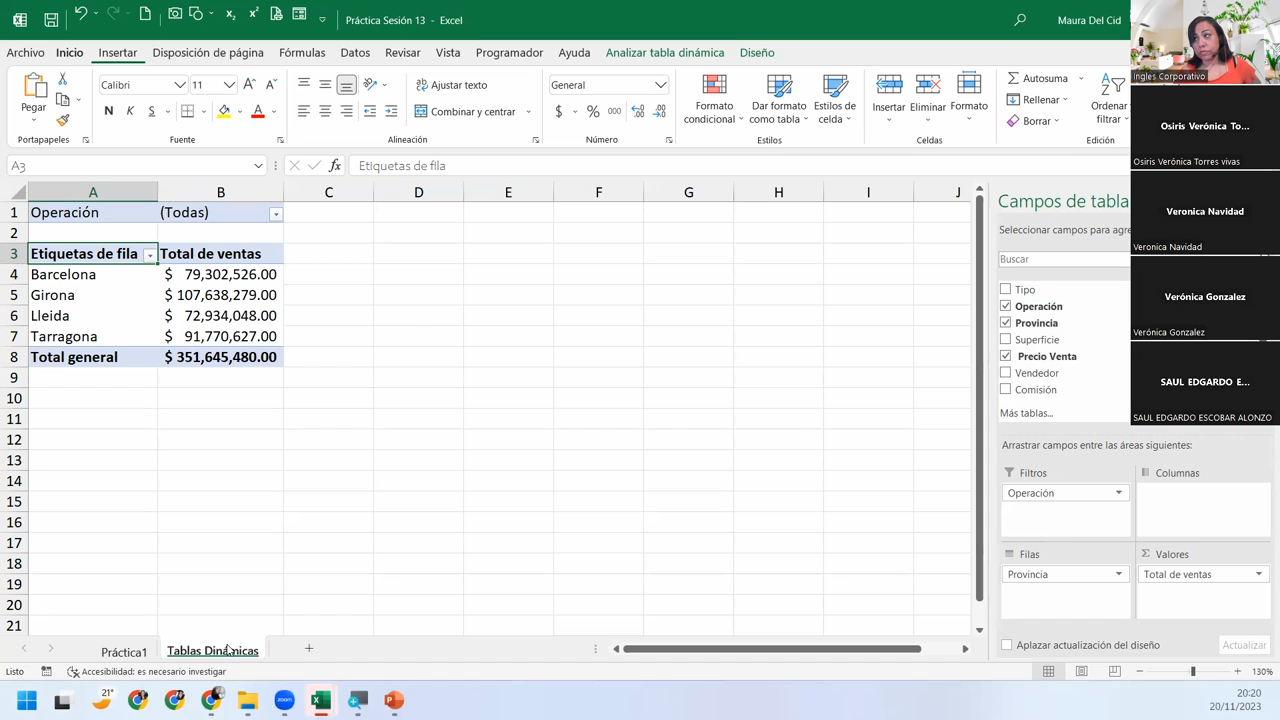 Práctica Sesión 13 - Excel
Maura Del Cid
Archivo Inicio Insertar Disposición de página Fórmulas Datos Revisar Vista Programador Ayuda Analizar tabla dinámica Diseño
Pegar
Portapapeles
Calibri 11
N K S
Fuente
Ajustar texto
Combinar y centrar
Alineación
General
$ % 000
Número
Formato condicional
Dar formato como tabla
Estilos de celda
Estilos
Insertar Eliminar Formato
Celdas
Autosuma
Rellenar
Borrar
Ordenar
filtrar
Edición
A3 fx Etiquetas de fila
A B C D E F G H I J
1 Operación (Todas)
2
3 Etiquetas de fila Total de ventas
4 Barcelona $ 79,302,526.00
5 Girona $ 107,638,279.00
6 Lleida $ 72,934,048.00
7 Tarragona $ 91,770,627.00
8 Total general $ 351,645,480.00
9
10
11
12
13
14
15
16
17
18
19
20
21
Campos de tabla
Seleccionar campos para agre
Buscar
Tipo
Operación
Provincia
Superficie
Precio Venta
Vendedor
Comisión
Más tablas...
Arrastrar campos entre las áreas siguientes:
Filtros
Operación
Columnas
Filas
Provincia
Σ Valores
Total de ventas
Aplazar actualización del diseño
Actualizar
Ingles Corporativo
Osiris Verónica To...
Osiris Verónica Torres vivas
Veronica Navidad
Veronica Navidad
Verónica Gonzalez
Verónica Gonzalez
SAUL EDGARDO E...
SAUL EDGARDO ESCOBAR ALONZO
Práctica1 Tablas Dinámicas
Listo Accesibilidad: es necesario investigar
130%
21°
zoom
20:20
20/11/2023